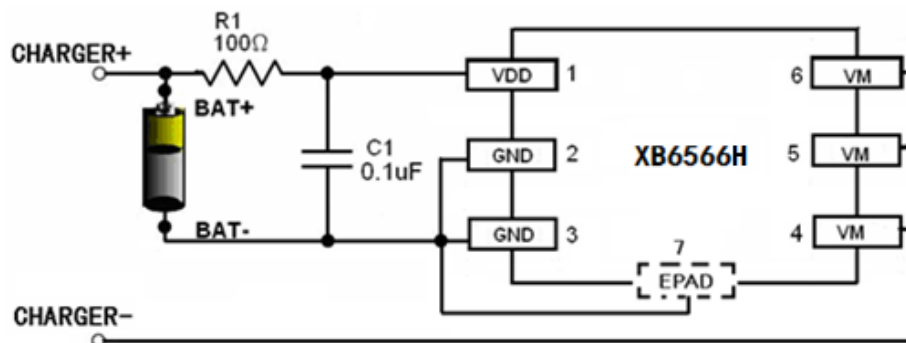 R1
100Ω
CHARGER+
BAT+
VDD 1
6 VM
C1
0.1uF
GND 2
XB6566H
5 VM
BAT-
GND 3
4 VM
7
EPAD
CHARGER-